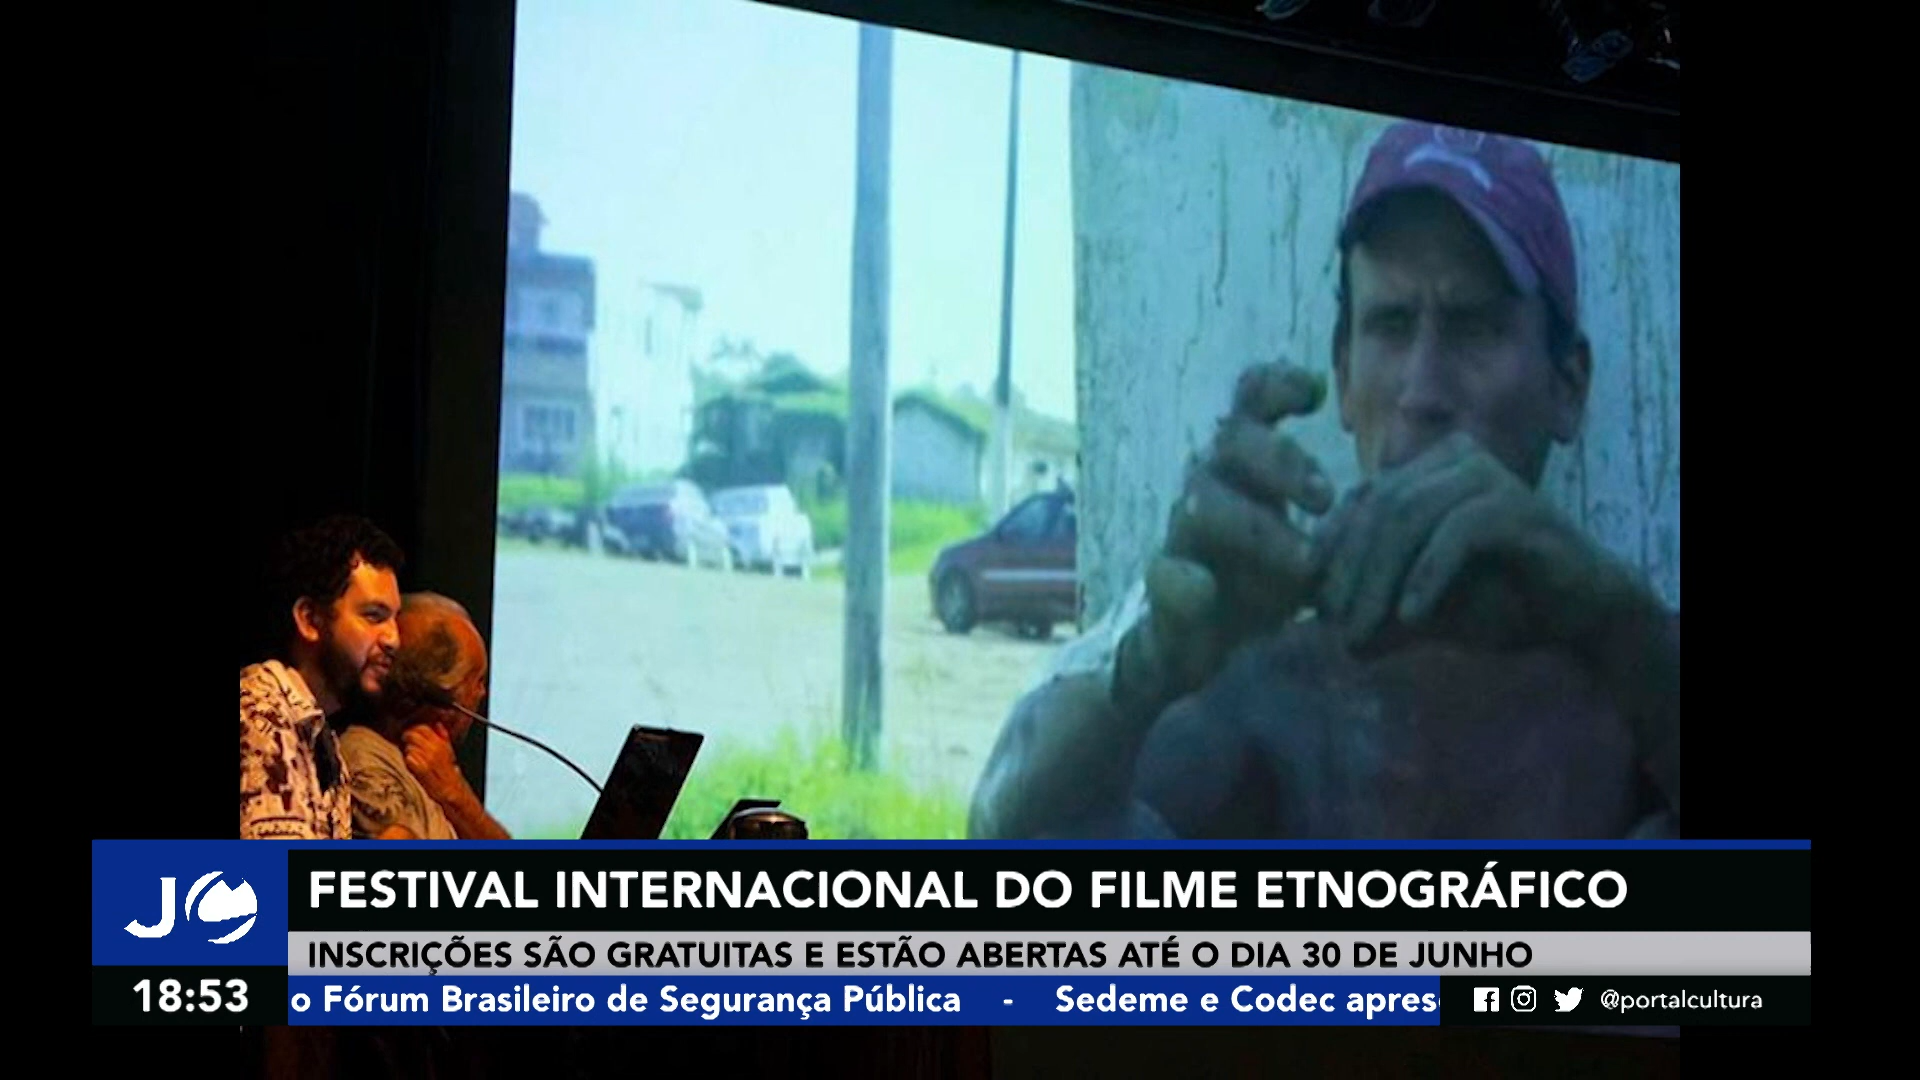 FESTIVAL INTERNACIONAL DO FILME ETNOGRÁFICO
INSCRIÇÕES SÃO GRATUITAS E ESTÃO ABERTAS ATÉ O DIA 30 DE JUNHO
18:53
o Fórum Brasileiro de Segurança Pública - Sedeme e Codec apres
@portalcultura